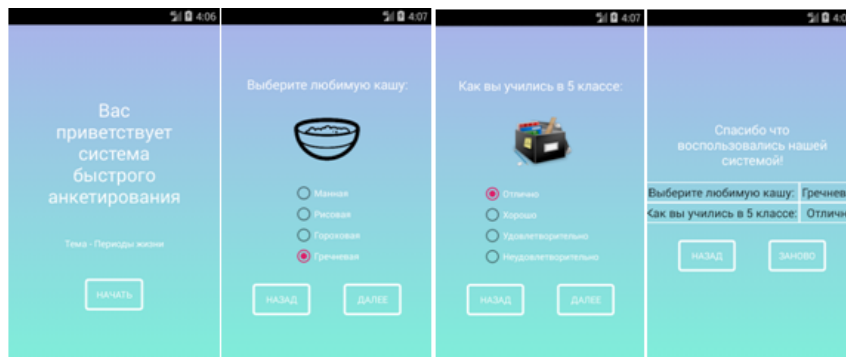 4:06
Вас
приветствует
система
быстрого
анкетирования
Тема - Периоды жизни
НАЧАТЬ
4:07
Выберите любимую кашу:
Манная
Рисовая
Гороховая
Гречневая
НАЗАД ДАЛЕЕ
4:07
Как вы учились в 5 классе:
Отлично
Хорошо
Удовлетворительно
Неудовлетворительно
НАЗАД ДАЛЕЕ
4:0
Спасибо что
воспользовались нашей
системой!
Выберите любимую кашу: Гречнев
Как вы учились в 5 классе: Отличн
НАЗАД ЗАНОВО